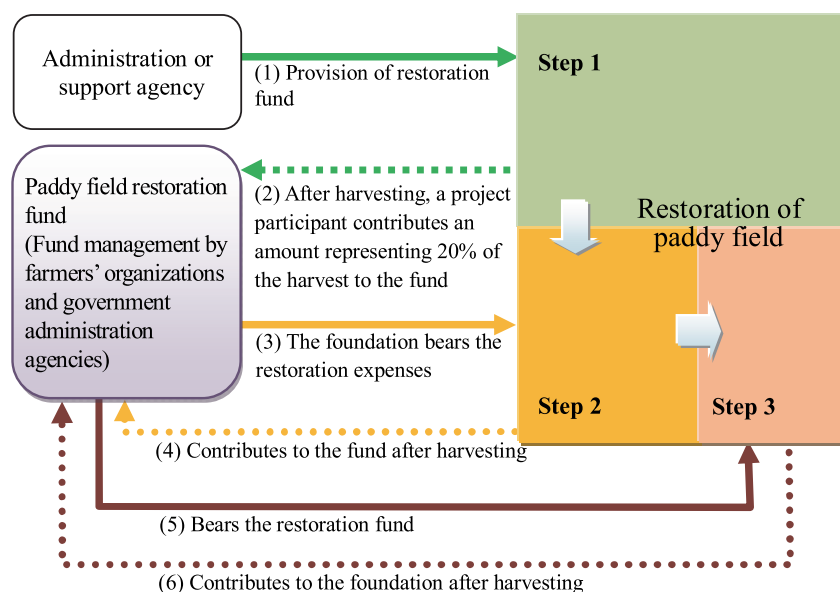 Administration or
support agency
(1) Provision of restoration
fund
Step 1
Paddy field restoration
fund
(Fund management by
farmers’ organizations
and government
administration
agencies)
(2) After harvesting, a project
participant contributes an
amount representing 20% of
the harvest to the fund
Restoration of
paddy field
(3) The foundation bears the
restoration expenses
Step 2
Step 3
(4) Contributes to the fund after harvesting
(5) Bears the restoration fund
(6) Contributes to the foundation after harvesting